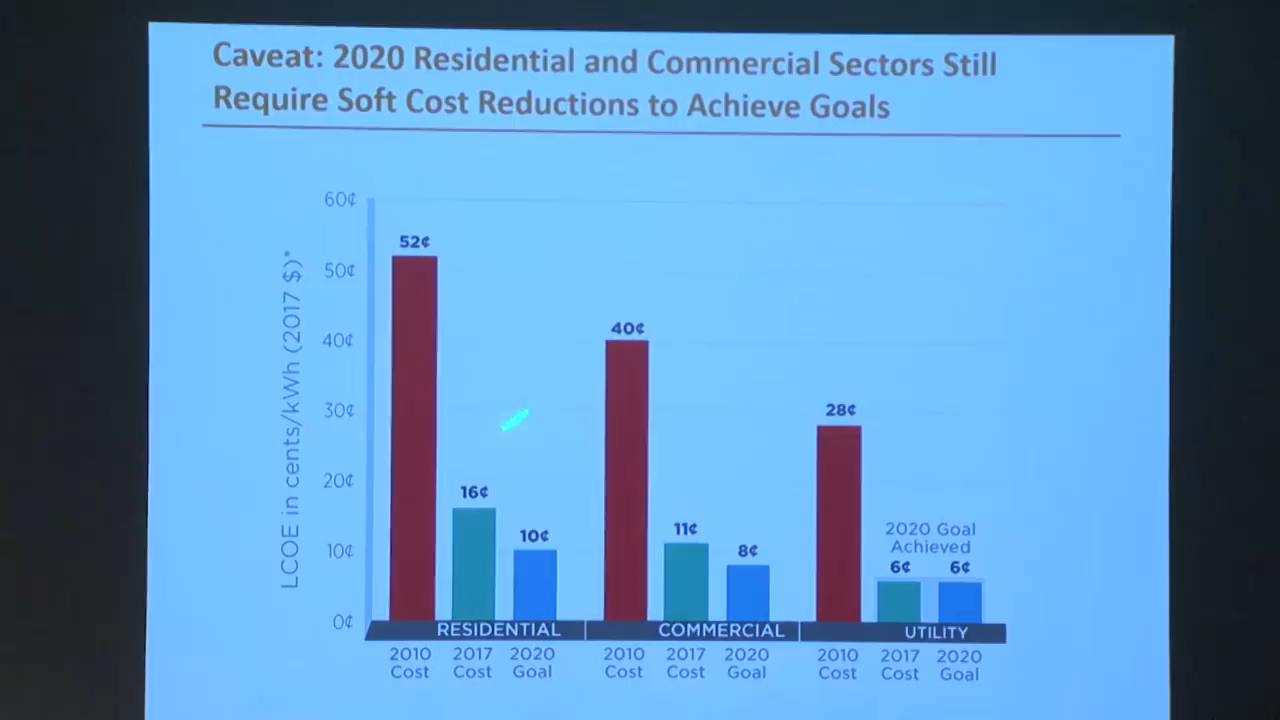 Caveat: 2020 Residential and Commercial Sectors Still
Require Soft Cost Reductions to Achieve Goals
LCOE in cents/kWh (2017 $)*
60¢
50¢
40¢
30¢
20¢
10¢
0¢
52¢
16¢
10¢
40¢
11¢
8¢
28¢
2020 Goal
Achieved
6¢
6¢
RESIDENTIAL
COMMERCIAL
UTILITY
2010
Cost
2017
Cost
2020
Goal
2010
Cost
2017
Cost
2020
Goal
2010
Cost
2017
Cost
2020
Goal